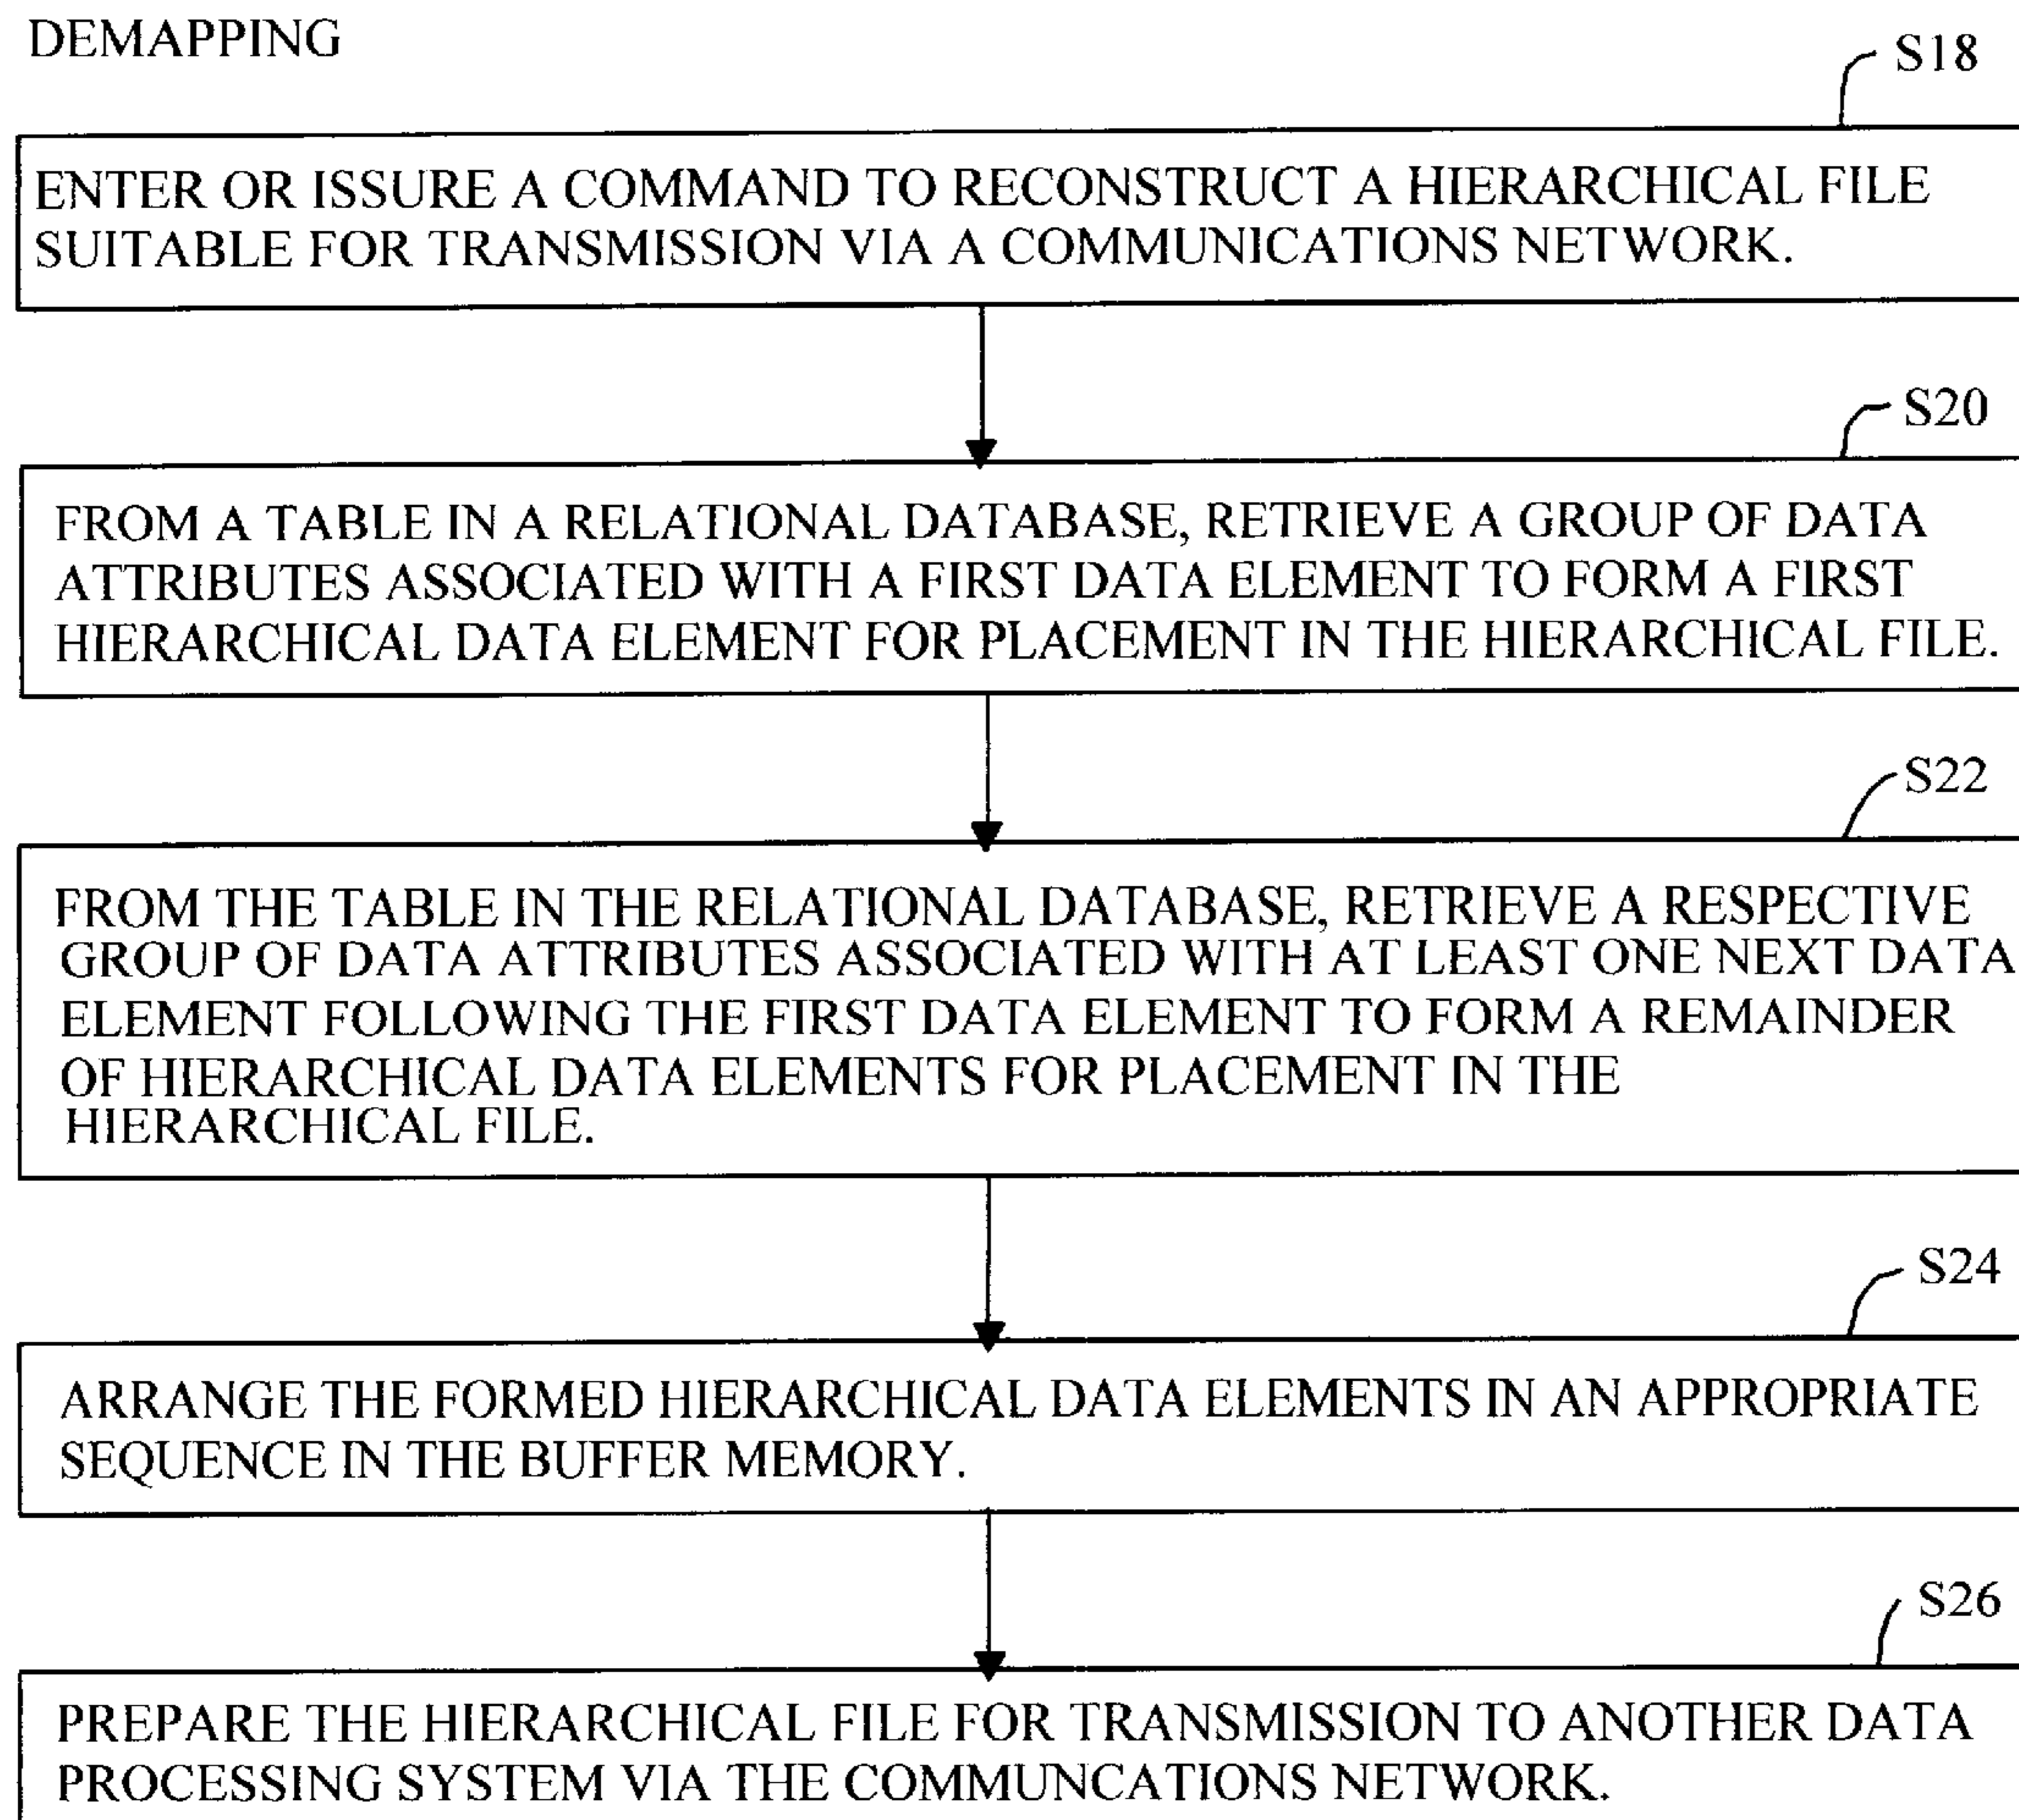 DEMAPPING
S18
ENTER OR ISSURE A COMMAND TO RECONSTRUCT A HIERARCHICAL FILE
SUITABLE FOR TRANSMISSION VIA A COMMUNICATIONS NETWORK.
S20
FROM A TABLE IN A RELATIONAL DATABASE, RETRIEVE A GROUP OF DATA
ATTRIBUTES ASSOCIATED WITH A FIRST DATA ELEMENT TO FORM A FIRST
HIERARCHICAL DATA ELEMENT FOR PLACEMENT IN THE HIERARCHICAL FILE.
S22
FROM THE TABLE IN THE RELATIONAL DATABASE, RETRIEVE A RESPECTIVE
GROUP OF DATA ATTRIBUTES ASSOCIATED WITH AT LEAST ONE NEXT DATA
ELEMENT FOLLOWING THE FIRST DATA ELEMENT TO FORM A REMAINDER
OF HIERARCHICAL DATA ELEMENTS FOR PLACEMENT IN THE
HIERARCHICAL FILE.
S24
ARRANGE THE FORMED HIERARCHICAL DATA ELEMENTS IN AN APPROPRIATE
SEQUENCE IN THE BUFFER MEMORY.
S26
PREPARE THE HIERARCHICAL FILE FOR TRANSMISSION TO ANOTHER DATA
PROCESSING SYSTEM VIA THE COMMUNCATIONS NETWORK.